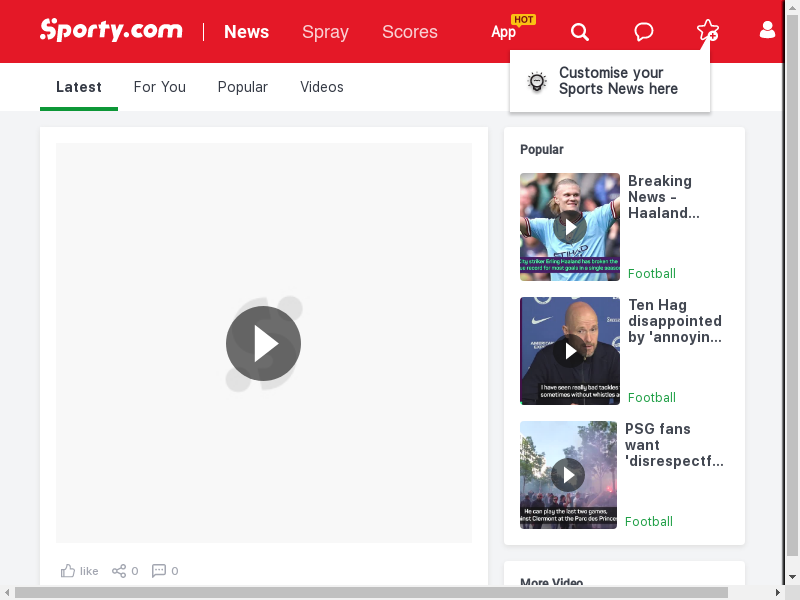 Sporty.com
News
Spray
Scores
App
HOT
Customise your
Sports News here
Latest
For You
Popular
Videos
like
0
0
Popular
Breaking
News -
Haaland...
City striker Erling Haaland has broken the
record for most goals in a single season
Football
Ten Hag
disappointed
by 'annoyin...
I have seen really bad tackles
sometimes without whistles
Football
PSG fans
want
'disrespectf...
He can play the last two games,
Clermont at the Parc des Princes
Football
More Video